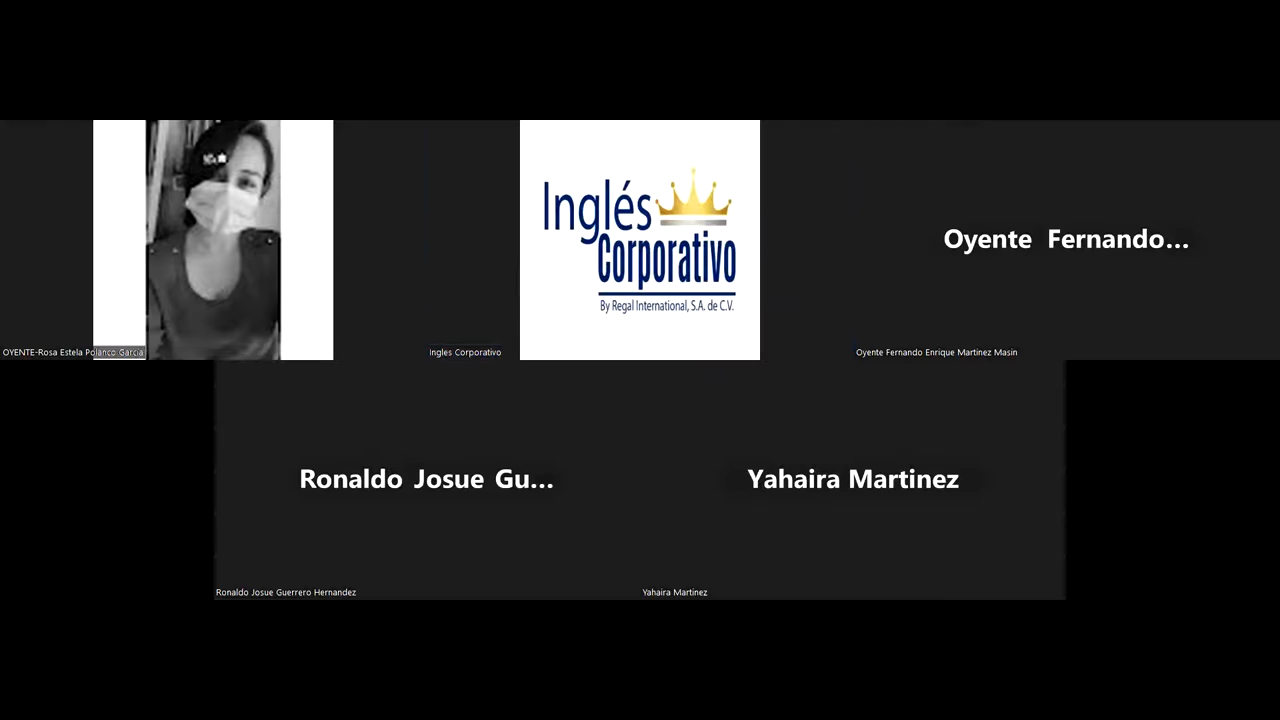 Inglés
Corporativo
By Regal International, S.A. de C.V.
Oyente Fernando...
OYENTE-Rosa Estela Polanco Garcia
Ingles Corporativo
Oyente Fernando Enrique Martinez Masin
Ronaldo Josue Gu...
Yahaira Martinez
Ronaldo Josue Guerrero Hernandez
Yahaira Martinez